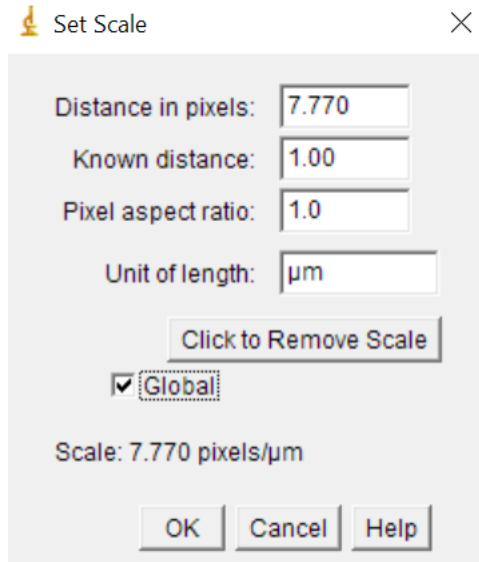 Set Scale
Distance in pixels: 7.770
Known distance: 1.00
Pixel aspect ratio: 1.0
Unit of length: µm
Click to Remove Scale
Global
Scale: 7.770 pixels/µm
OK Cancel Help